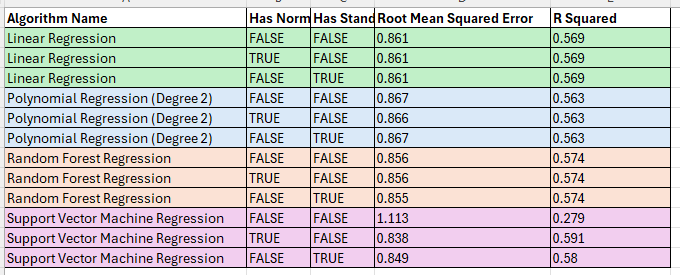 Algorithm Name Has Norm Has Stand Root Mean Squared Error R Squared
Linear Regression FALSE FALSE 0.861 0.569
Linear Regression TRUE FALSE 0.861 0.569
Linear Regression FALSE TRUE 0.861 0.569
Polynomial Regression (Degree 2) FALSE FALSE 0.867 0.563
Polynomial Regression (Degree 2) TRUE FALSE 0.866 0.563
Polynomial Regression (Degree 2) FALSE TRUE 0.867 0.563
Random Forest Regression FALSE FALSE 0.856 0.574
Random Forest Regression TRUE FALSE 0.856 0.574
Random Forest Regression FALSE TRUE 0.855 0.574
Support Vector Machine Regression FALSE FALSE 1.113 0.279
Support Vector Machine Regression TRUE FALSE 0.838 0.591
Support Vector Machine Regression FALSE TRUE 0.849 0.58